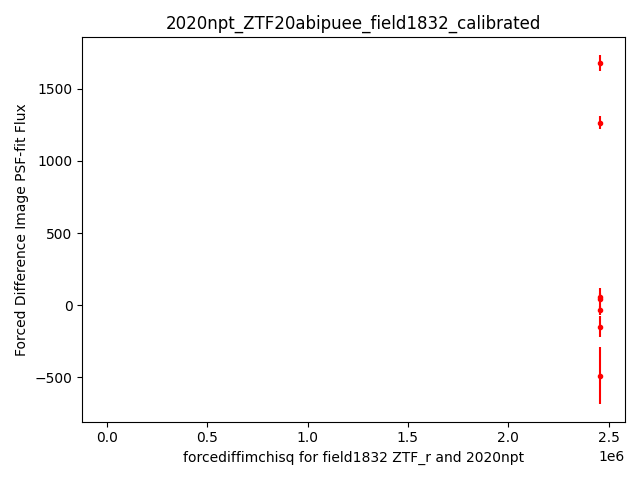 2020npt_ZTF20abipuee_field1832_calibrated
Forced Difference Image PSF-fit Flux
1500
1000
500
0
−500
0.0 0.5 1.0 1.5 2.0 2.5
1e6
forcediffimchisq for field1832 ZTF_r and 2020npt